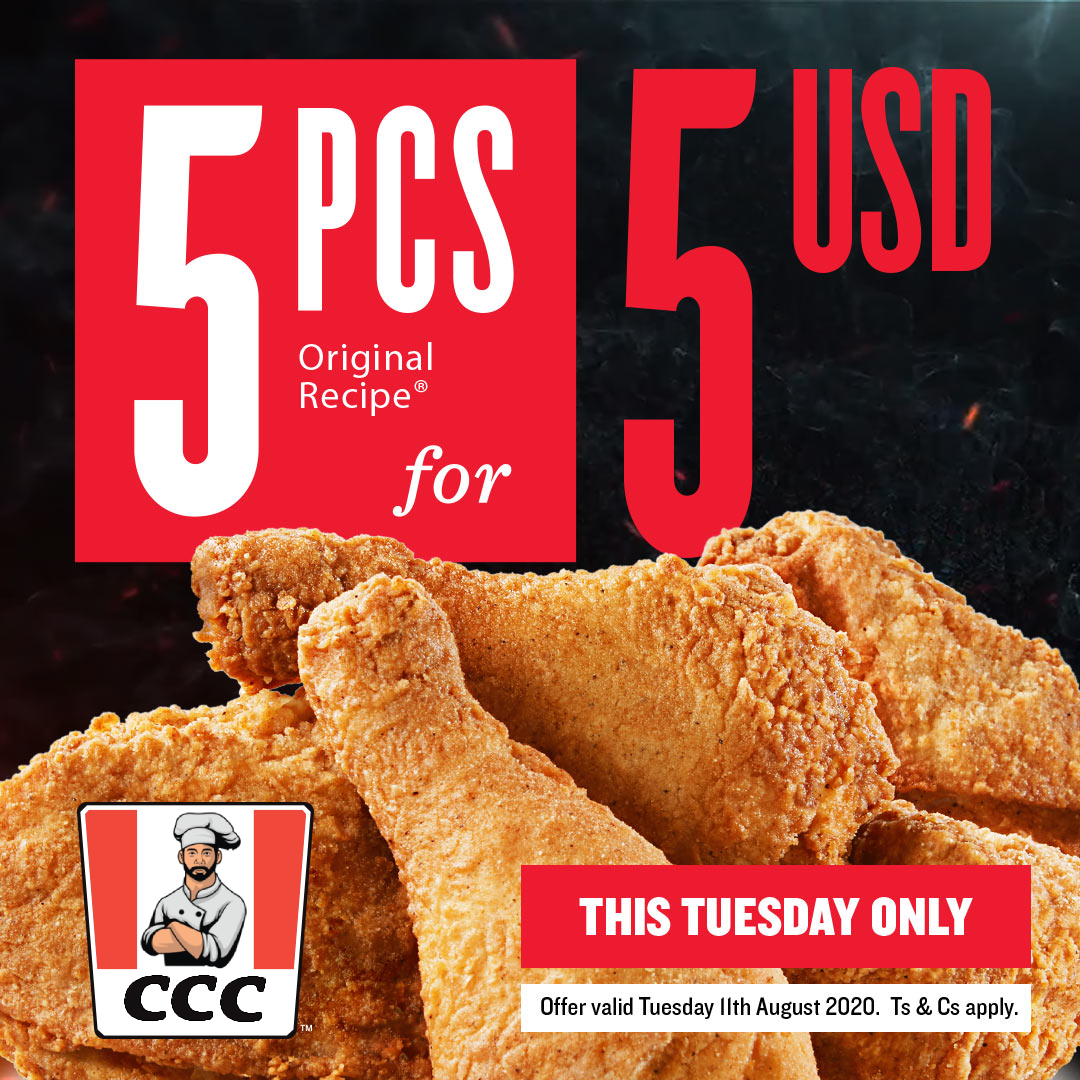 5 PCS
Original
Recipe®
for
5 USD
CCC
™
THIS TUESDAY ONLY
Offer valid Tuesday 11th August 2020. Ts & Cs apply.